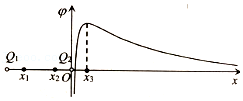 φ
Q₁ Q₂
x₁ x₂ O x₃ x